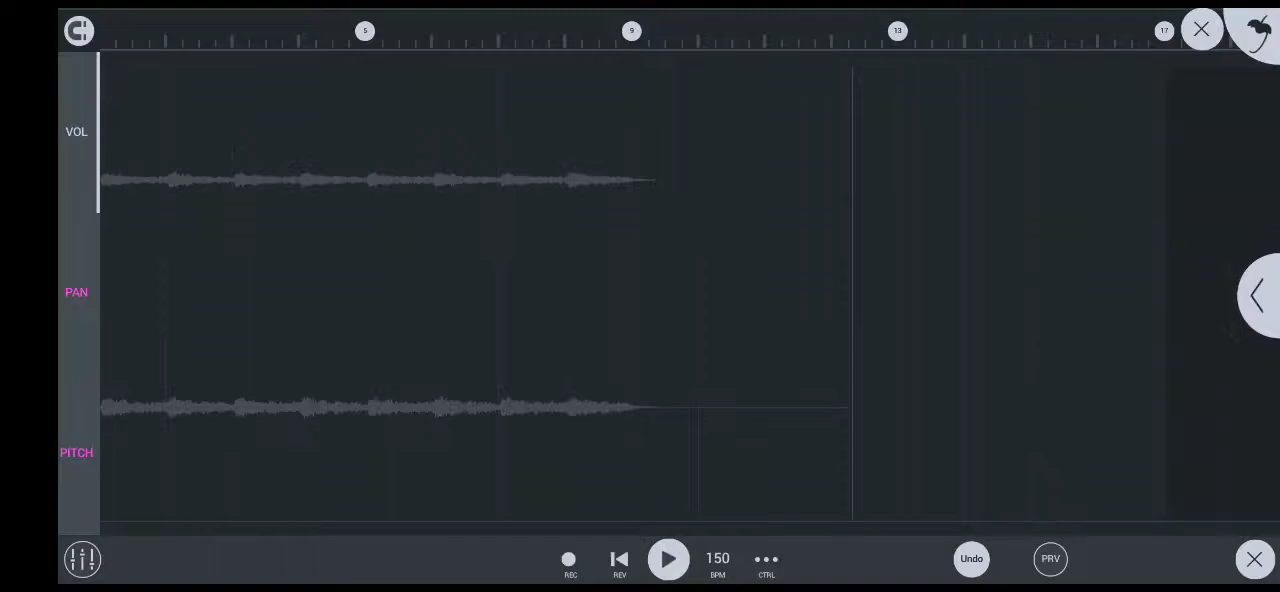 5 9 13 17
VOL
PAN
PITCH
150 Undo PRV
REC REV BPM CTRL